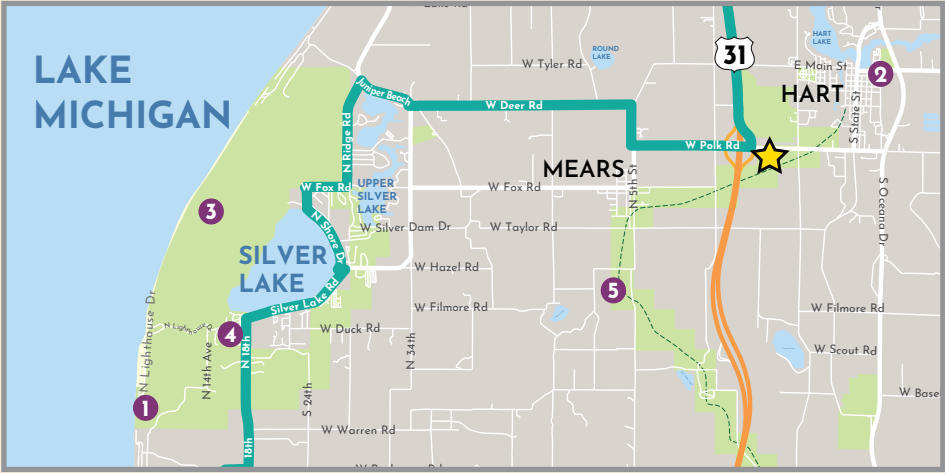 LAKE
MICHIGAN
31
ROUND
LAKE
W Tyler Rd
HART
LAKE
E Main St
2
HART
S State St
Juniper Beach
W Deer Rd
N Ridge Rd
W Polk Rd
MEARS
N 5th St
W Fox Rd
W Fox Rd
UPPER
SILVER
LAKE
3
N Shore Dr
W Silver Dam Dr
W Taylor Rd
S Oceana Dr
SILVER
LAKE
W Hazel Rd
Silver Lake Rd
5
W Filmore Rd
W Filmore Rd
N Lighthouse Dr
N Lighthouse Dr
4
W Duck Rd
N 18th
N 14th Ave
N 34th
W Scout Rd
S 24th
W Base
1
W Warren Rd
18th